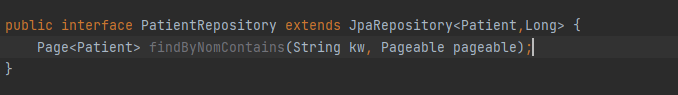 public interface PatientRepository extends JpaRepository<Patient,Long> {
    Page<Patient> findByNomContains(String kw, Pageable pageable);
}